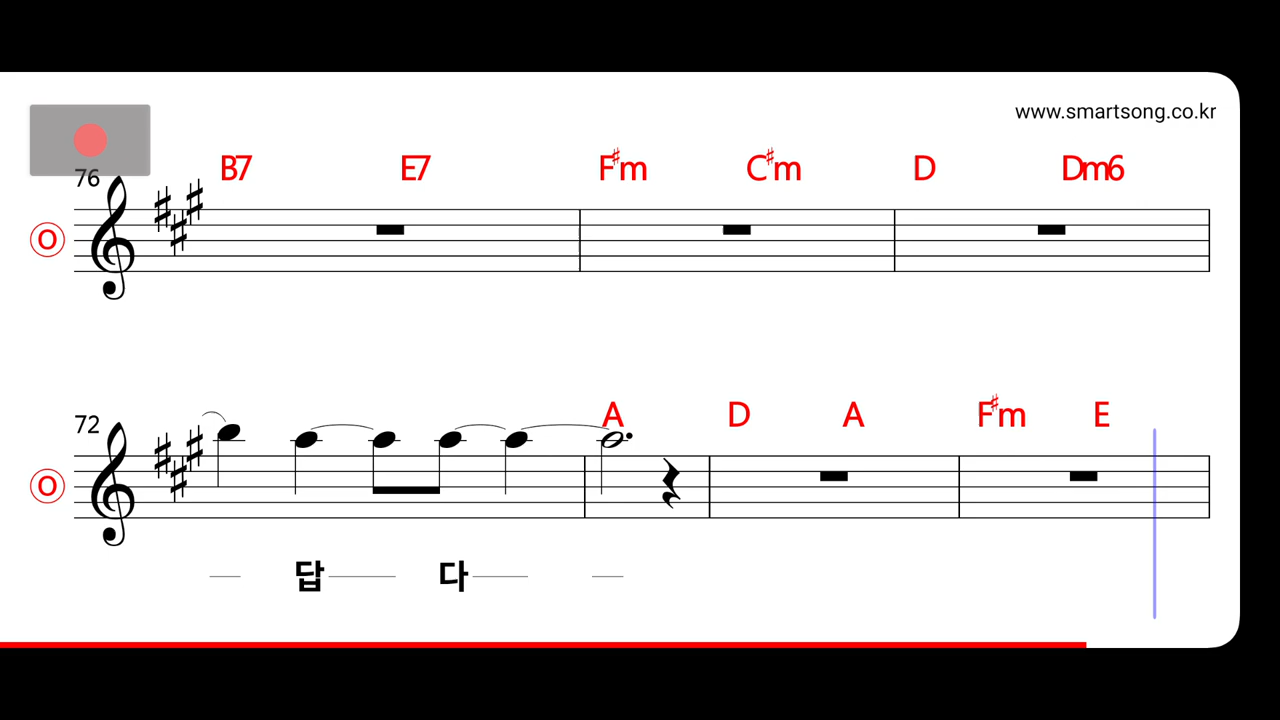 www.smartsong.co.kr
B7 E7 F♯m C♯m D Dm6
76
O
A D A F♯m E
72
O
답 다